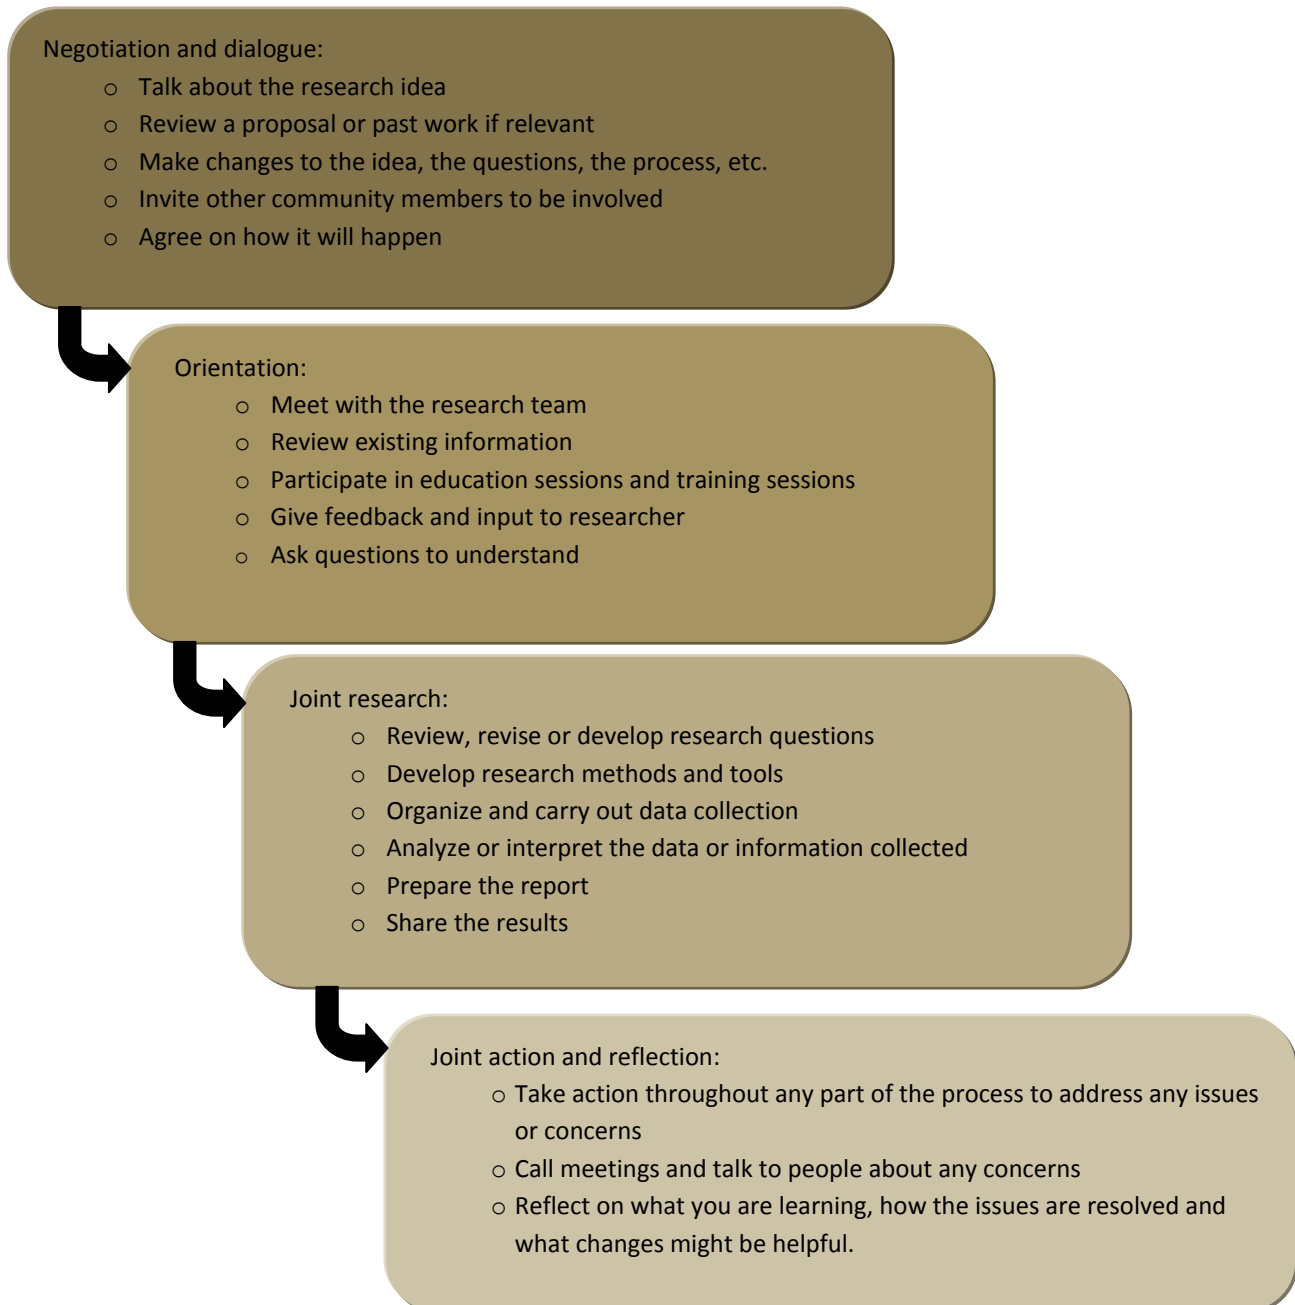 Negotiation and dialogue:
o Talk about the research idea
o Review a proposal or past work if relevant
o Make changes to the idea, the questions, the process, etc.
o Invite other community members to be involved
o Agree on how it will happen
Orientation:
o Meet with the research team
o Review existing information
o Participate in education sessions and training sessions
o Give feedback and input to researcher
o Ask questions to understand
Joint research:
o Review, revise or develop research questions
o Develop research methods and tools
o Organize and carry out data collection
o Analyze or interpret the data or information collected
o Prepare the report
o Share the results
Joint action and reflection:
o Take action throughout any part of the process to address any issues
or concerns
o Call meetings and talk to people about any concerns
o Reflect on what you are learning, how the issues are resolved and
what changes might be helpful.